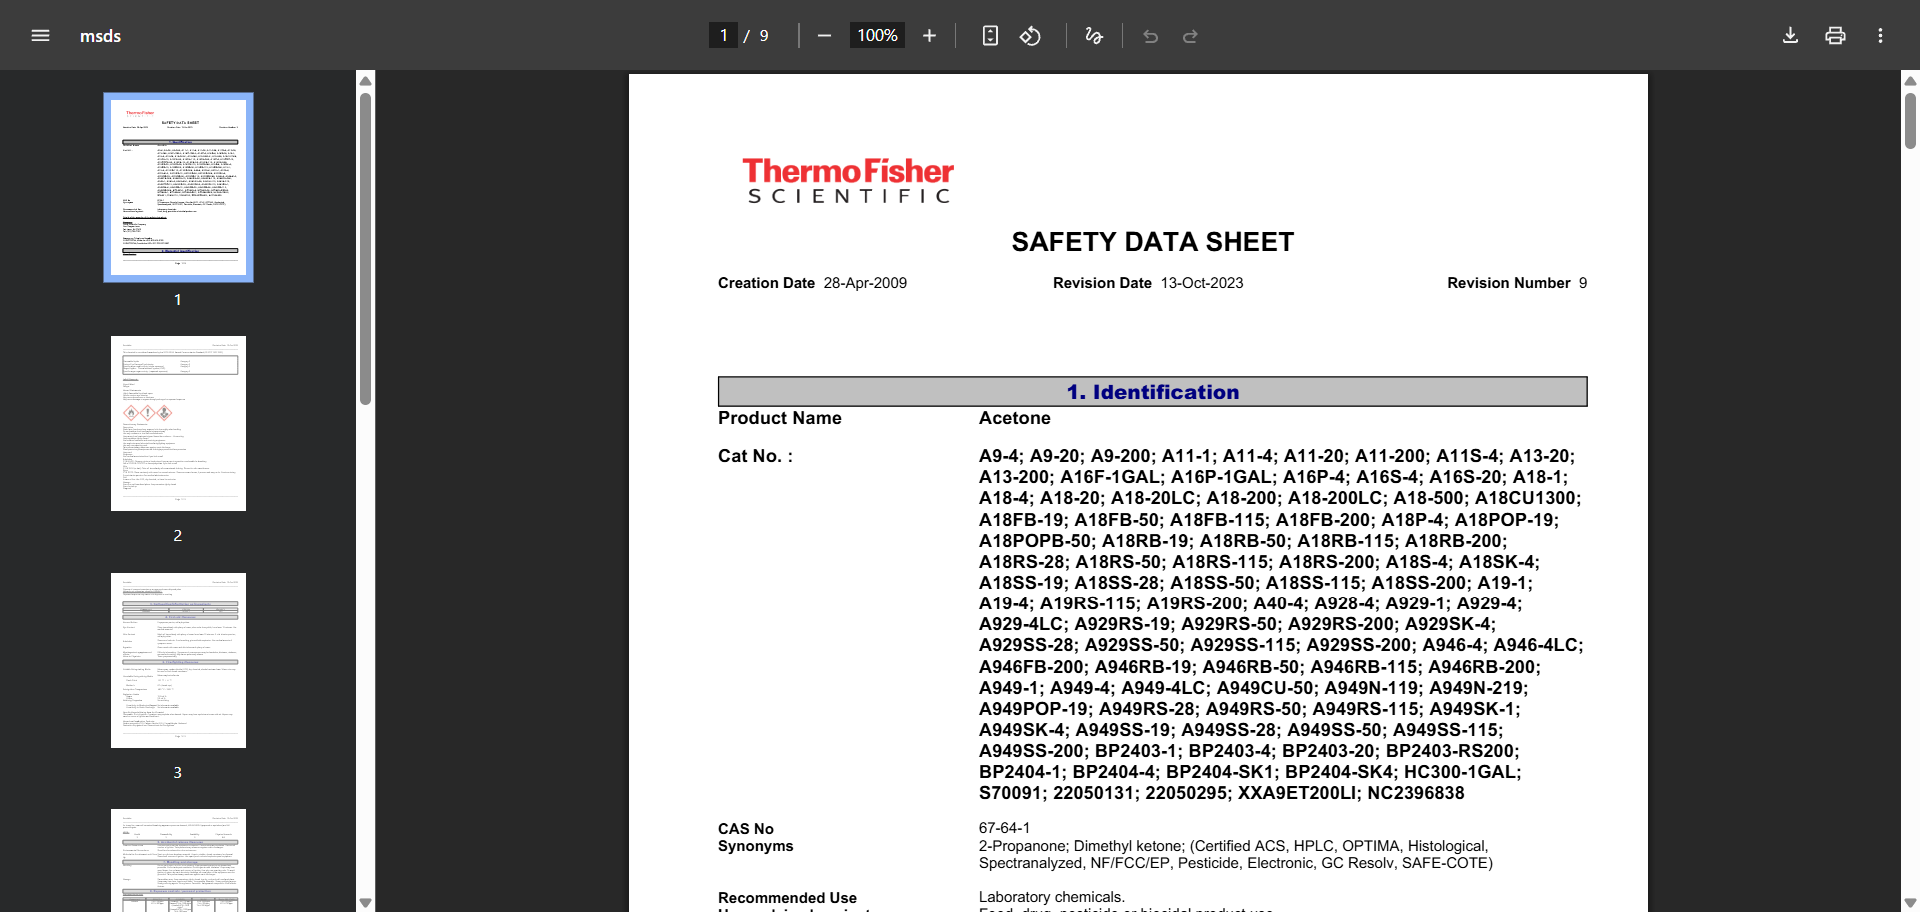 msds
1 / 9
100%
1
2
3
ThermoFisher
SCIENTIFIC
SAFETY DATA SHEET
Creation Date 28-Apr-2009 Revision Date 13-Oct-2023 Revision Number 9
1. Identification
Product Name Acetone
Cat No. : A9-4; A9-20; A9-200; A11-1; A11-4; A11-20; A11-200; A11S-4; A13-20;
A13-200; A16F-1GAL; A16P-1GAL; A16P-4; A16S-4; A16S-20; A18-1;
A18-4; A18-20; A18-20LC; A18-200; A18-200LC; A18-500; A18CU1300;
A18FB-19; A18FB-50; A18FB-115; A18FB-200; A18P-4; A18POP-19;
A18POPB-50; A18RB-19; A18RB-50; A18RB-115; A18RB-200;
A18RS-28; A18RS-50; A18RS-115; A18RS-200; A18S-4; A18SK-4;
A18SS-19; A18SS-28; A18SS-50; A18SS-115; A18SS-200; A19-1;
A19-4; A19RS-115; A19RS-200; A40-4; A928-4; A929-1; A929-4;
A929-4LC; A929RS-19; A929RS-50; A929RS-200; A929SK-4;
A929SS-28; A929SS-50; A929SS-115; A929SS-200; A946-4; A946-4LC;
A946FB-200; A946RB-19; A946RB-50; A946RB-115; A946RB-200;
A949-1; A949-4; A949-4LC; A949CU-50; A949N-119; A949N-219;
A949POP-19; A949RS-28; A949RS-50; A949RS-115; A949SK-1;
A949SK-4; A949SS-19; A949SS-28; A949SS-50; A949SS-115;
A949SS-200; BP2403-1; BP2403-4; BP2403-20; BP2403-RS200;
BP2404-1; BP2404-4; BP2404-SK1; BP2404-SK4; HC300-1GAL;
S70091; 22050131; 22050295; XXA9ET200LI; NC2396838
CAS No 67-64-1
Synonyms 2-Propanone; Dimethyl ketone; (Certified ACS, HPLC, OPTIMA, Histological,
Spectranalyzed, NF/FCC/EP, Pesticide, Electronic, GC Resolv, SAFE-COTE)
Recommended Use Laboratory chemicals.